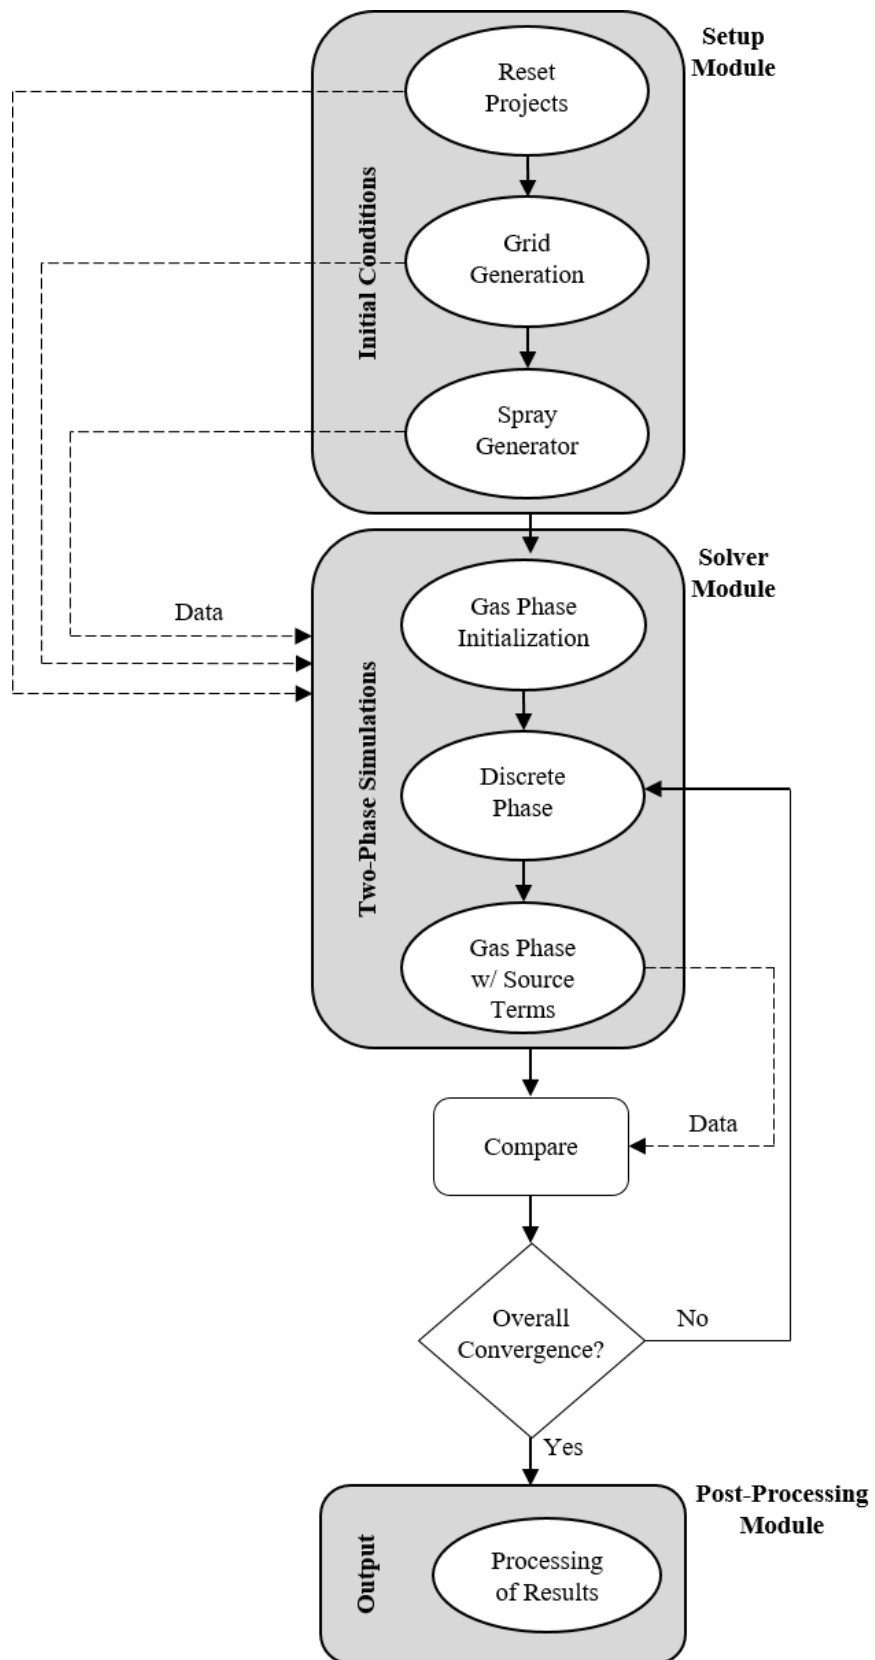 Setup
Module
Reset
Projects
Initial Conditions
Grid
Generation
Spray
Generator
Solver
Module
Data
Gas Phase
Initialization
Two-Phase Simulations
Discrete
Phase
Gas Phase
w/ Source
Terms
Data
Compare
Overall
Convergence?
No
Yes
Post-Processing
Module
Output
Processing
of Results